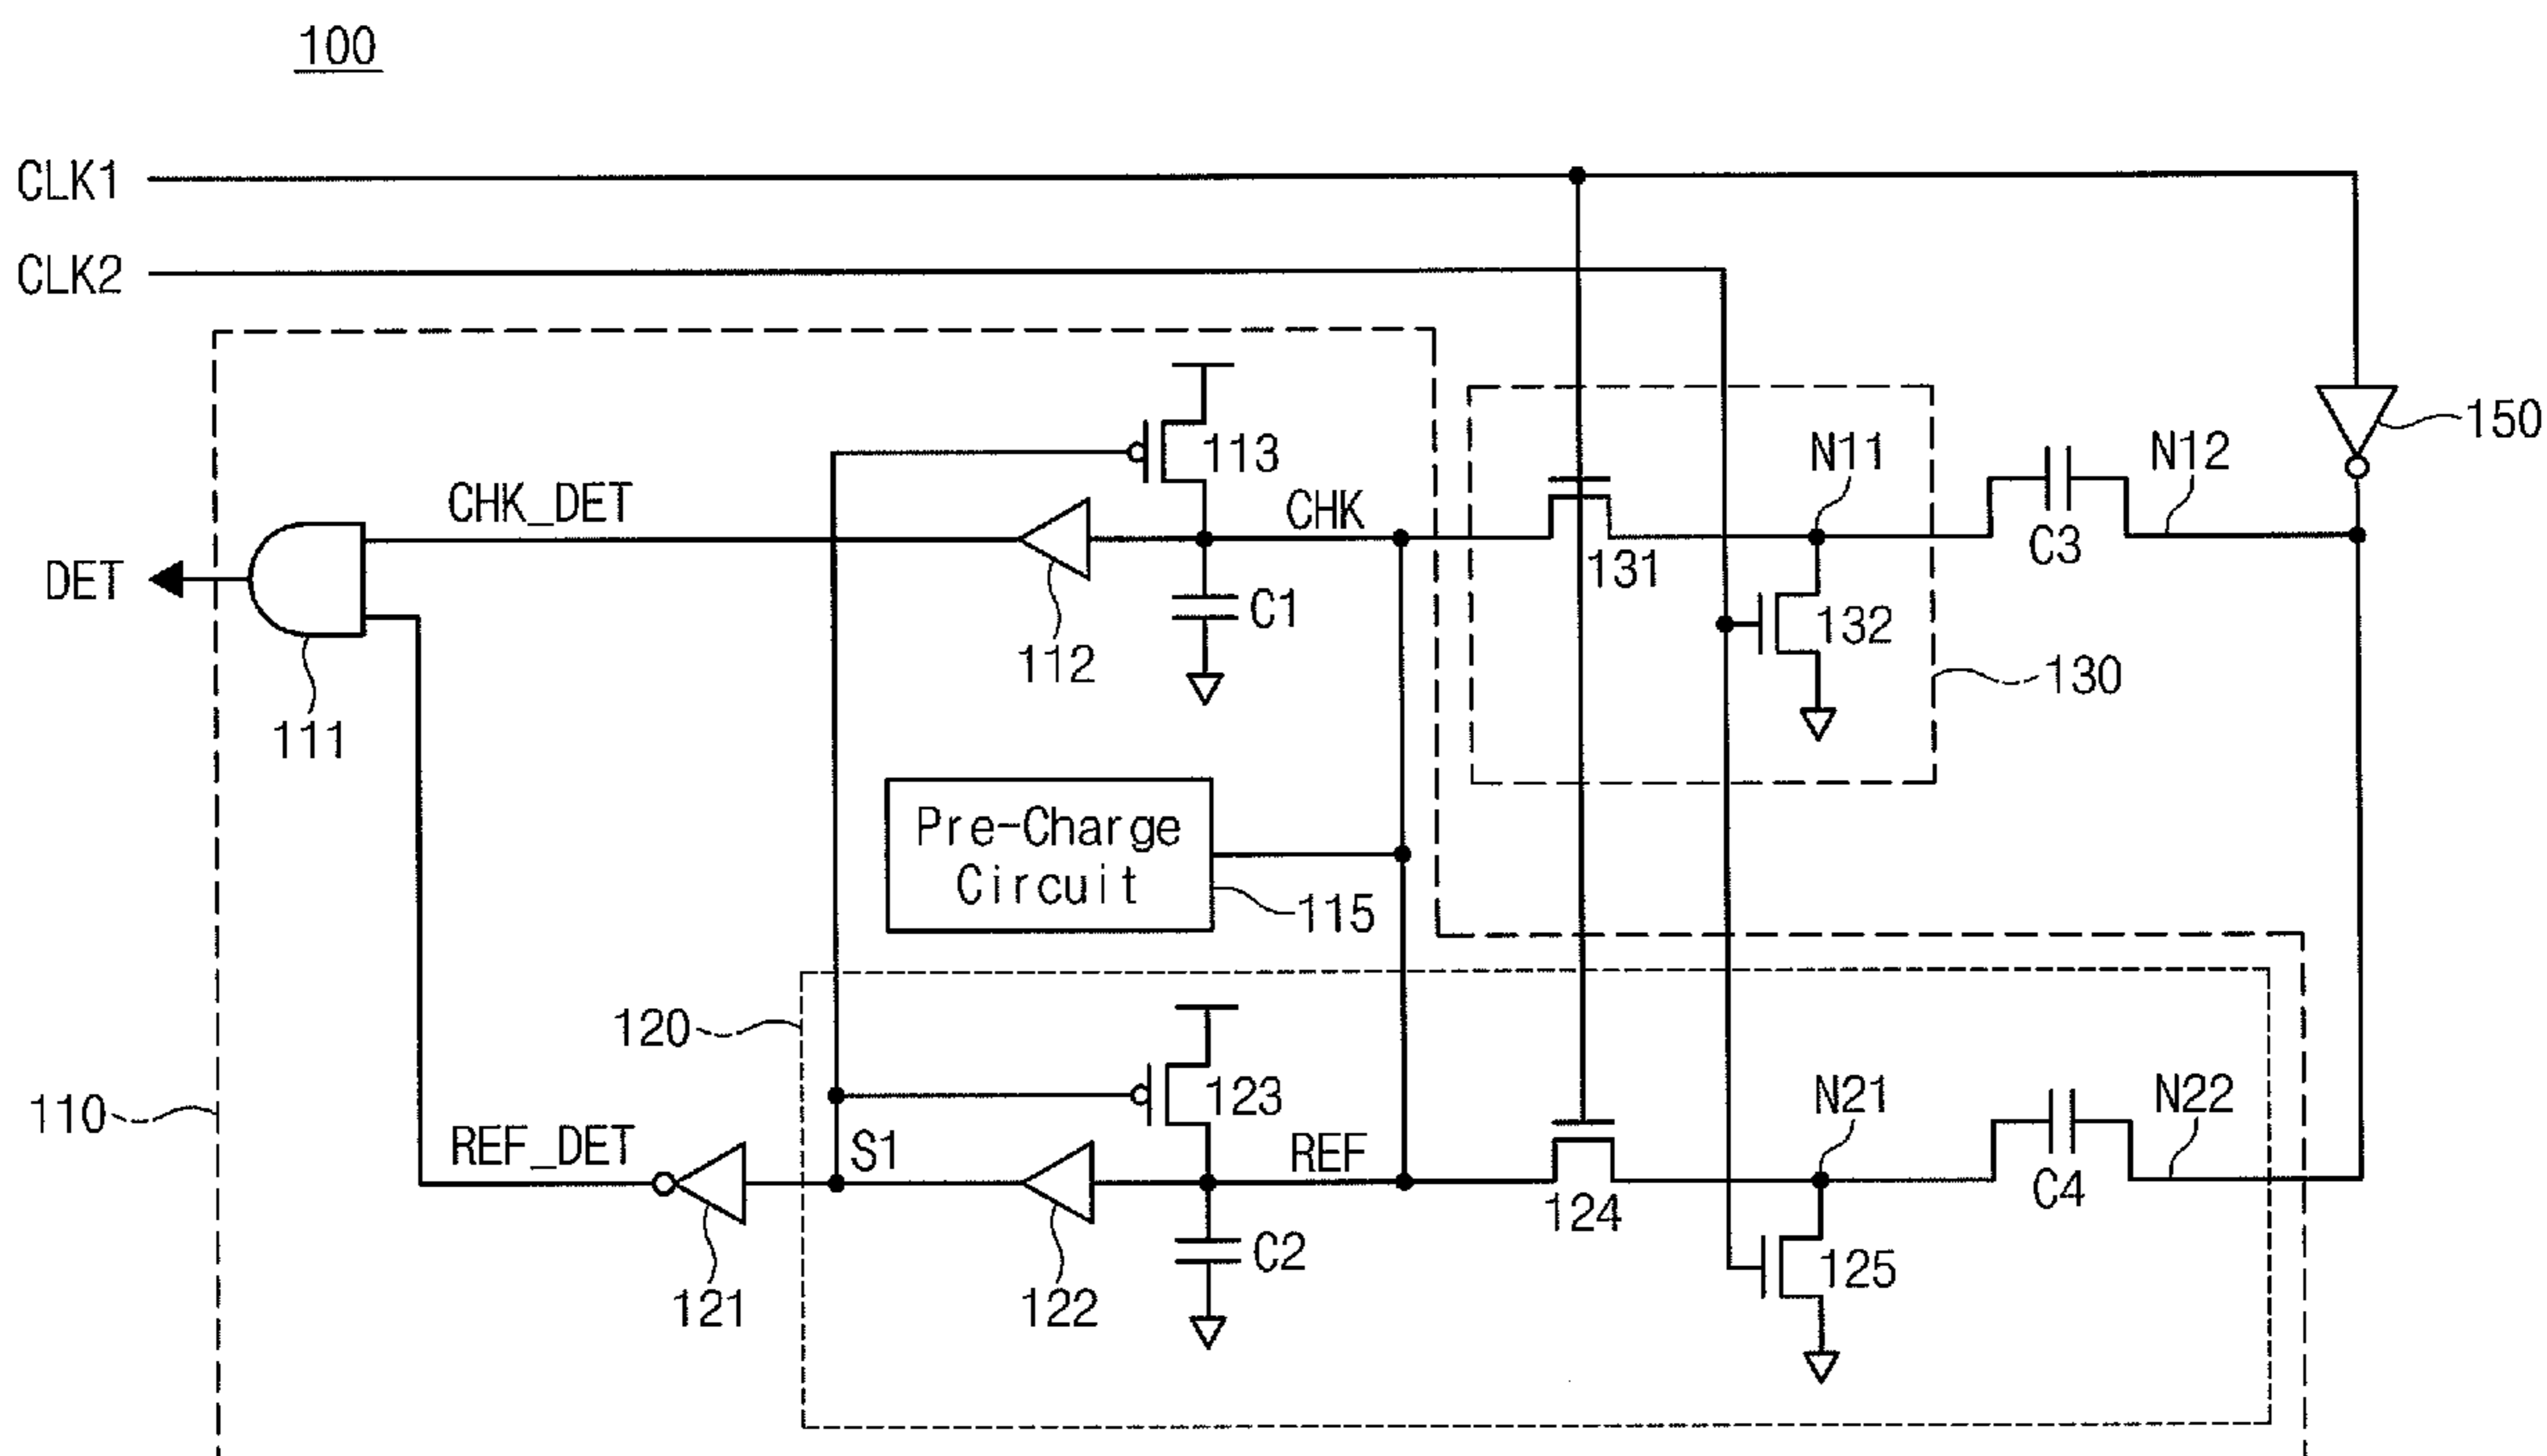 100
CLK1
CLK2
150
113
N11
N12
CHK_DET
CHK
131
C3
DET
C1
132
112
130
111
Pre-Charge
Circuit
115
120
123
N21
N22
110
REF_DET
S1
REF
124
C4
C2
125
121
122